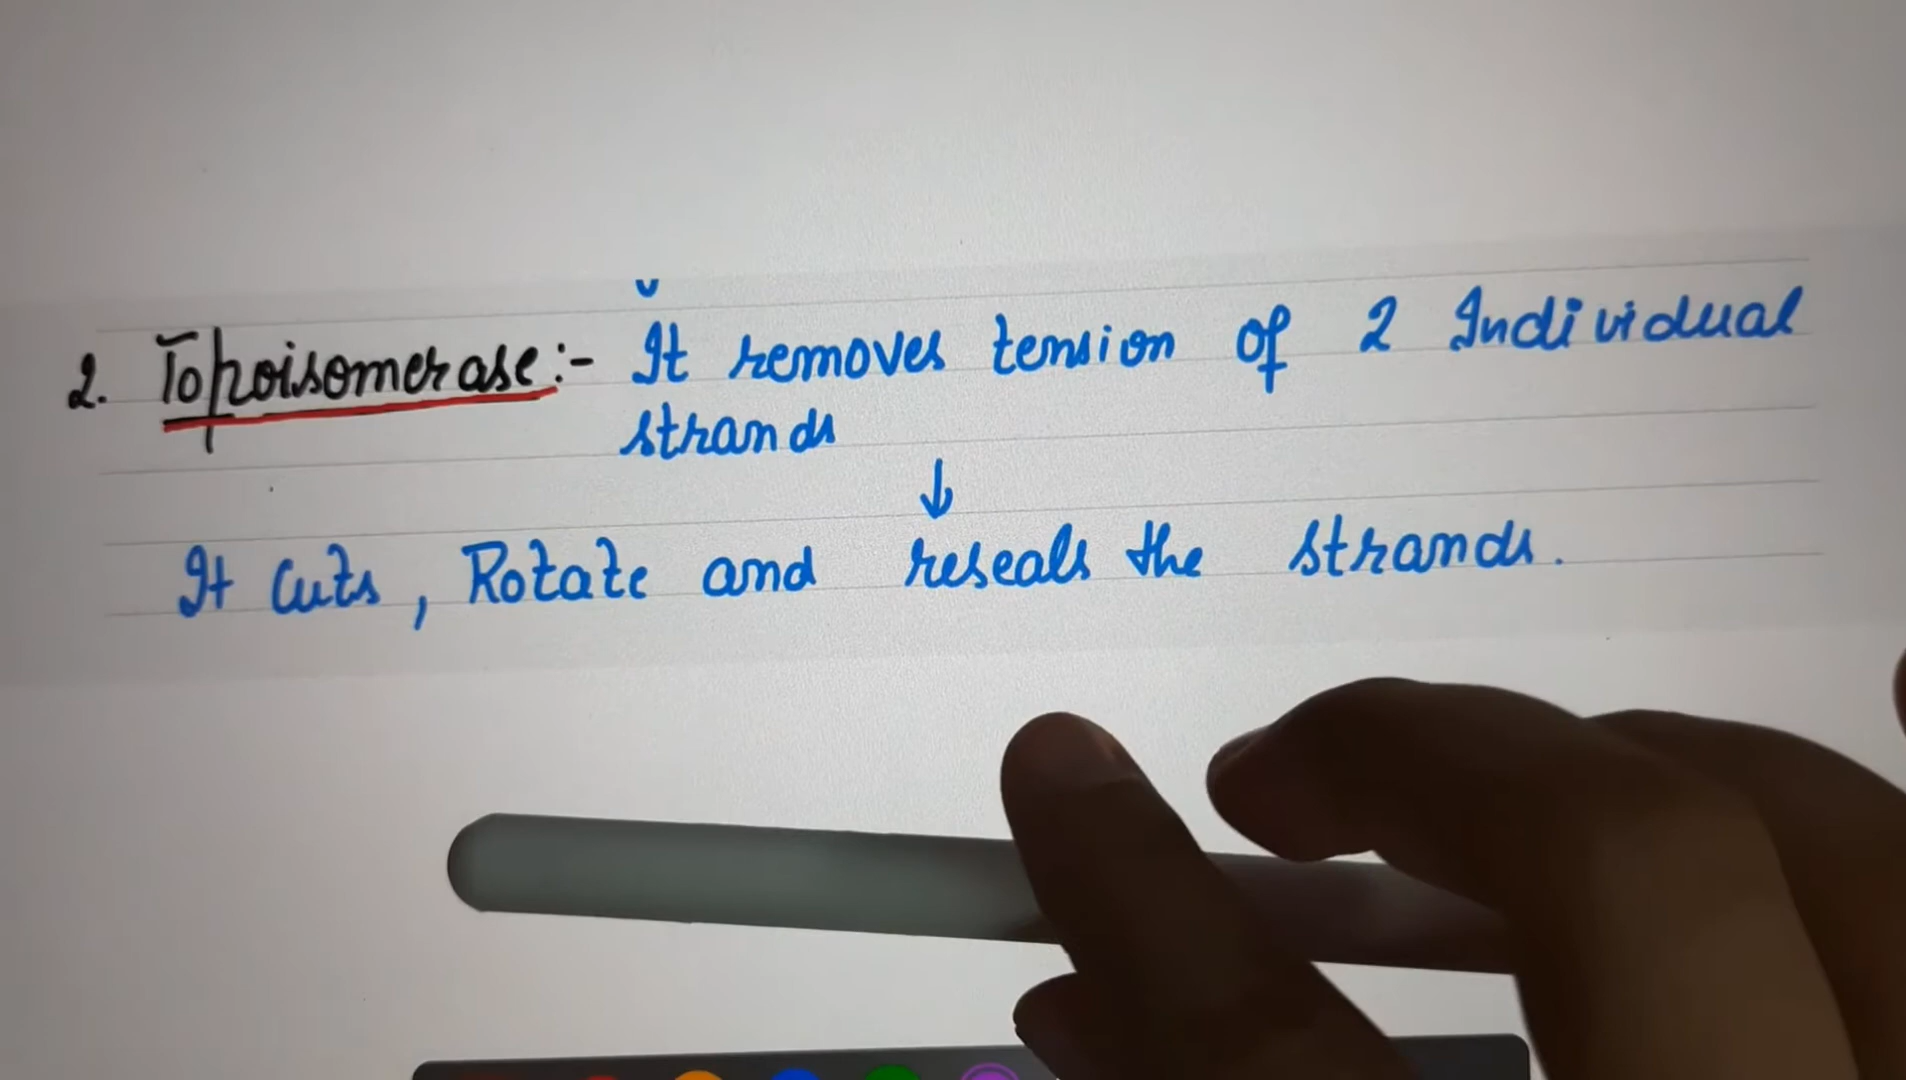 2. Topoisomerase:- It removes tension of 2 Individual
strands
↓
It Cuts, Rotate and reseals the strands.